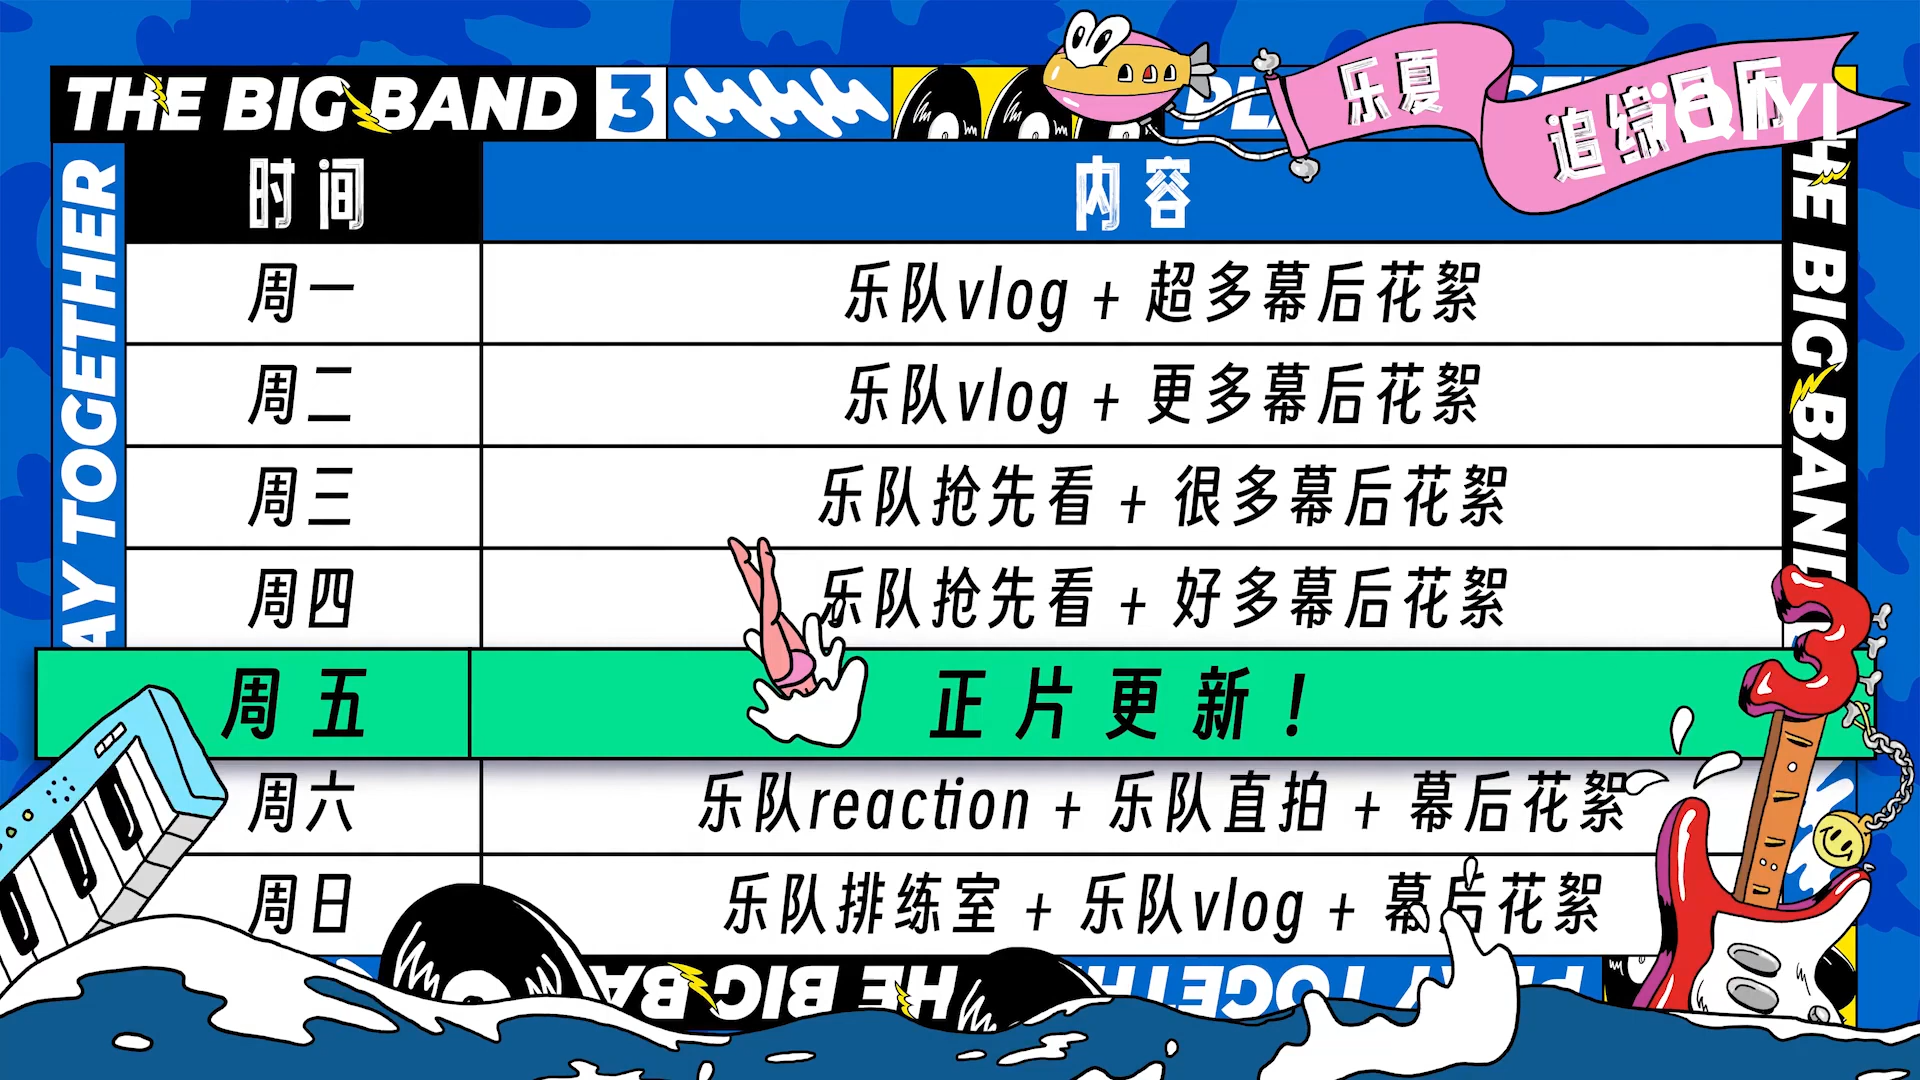 THE BIG BAND 3
乐夏
追综日历
iQIYI
AY TOGETHER
THE BIG BAND
时间 内容
周一 乐队vlog + 超多幕后花絮
周二 乐队vlog + 更多幕后花絮
周三 乐队抢先看 + 很多幕后花絮
周四 乐队抢先看 + 好多幕后花絮
周五 正片更新！
周六 乐队reaction + 乐队直拍 + 幕后花絮
周日 乐队排练室 + 乐队vlog + 幕后花絮
3